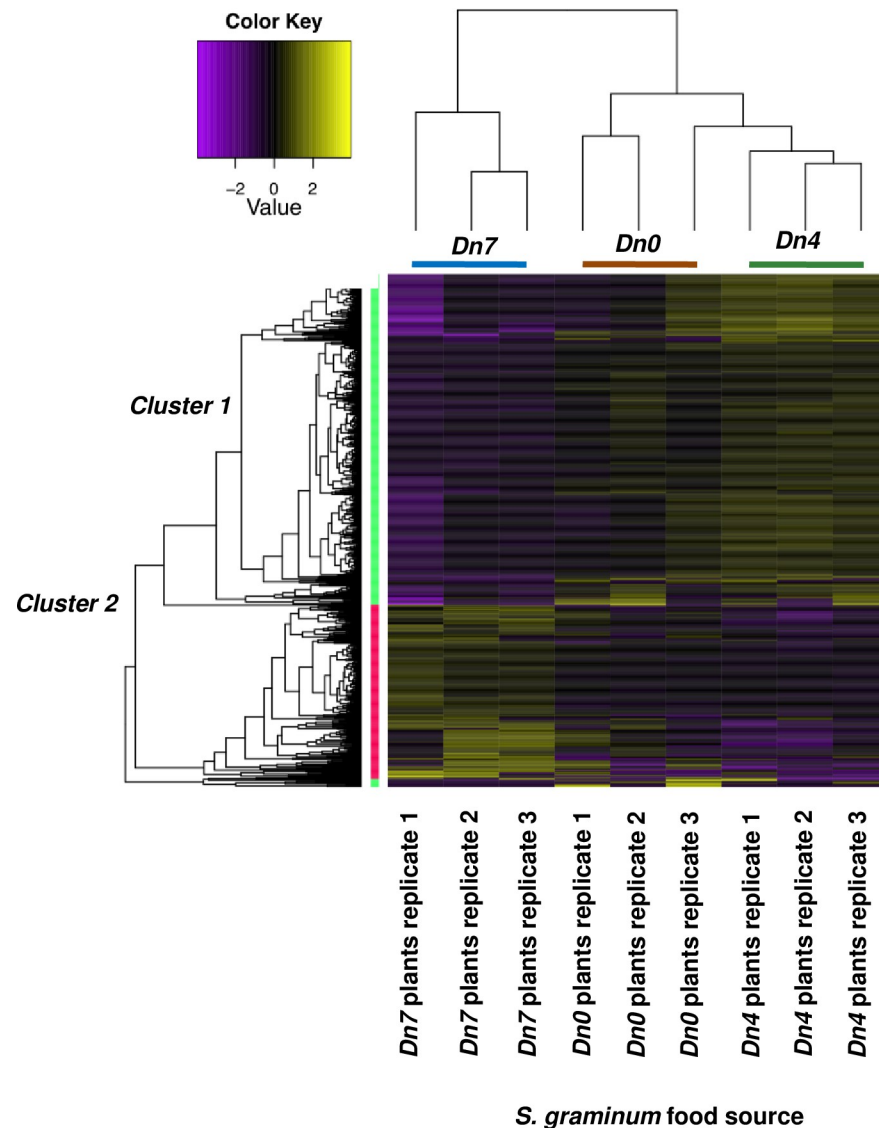 Color Key
−2 0 2
Value
Dn7 Dn0 Dn4
Cluster 1
Cluster 2
Dn7 plants replicate 1
Dn7 plants replicate 2
Dn7 plants replicate 3
Dn0 plants replicate 1
Dn0 plants replicate 2
Dn0 plants replicate 3
Dn4 plants replicate 1
Dn4 plants replicate 2
Dn4 plants replicate 3
S. graminum food source